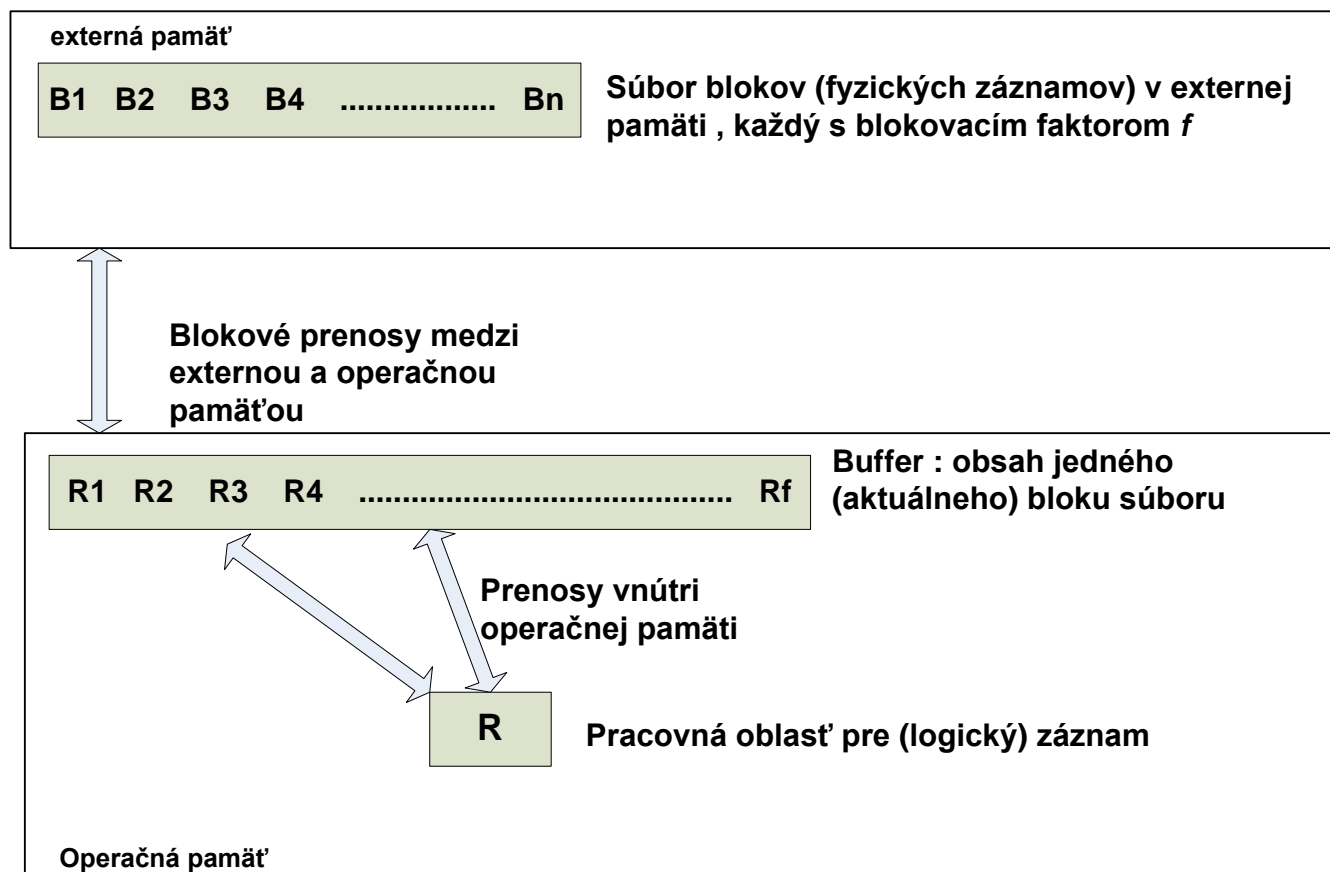 externá pamäť
B1 B2 B3 B4 .................. Bn
Súbor blokov (fyzických záznamov) v externej
pamäti , každý s blokovacím faktorom f
Blokové prenosy medzi
externou a operačnou
pamäťou
R1 R2 R3 R4 ........................................... Rf
Buffer : obsah jedného
(aktuálneho) bloku súboru
Prenosy vnútri
operačnej pamäti
R
Pracovná oblasť pre (logický) záznam
Operačná pamäť